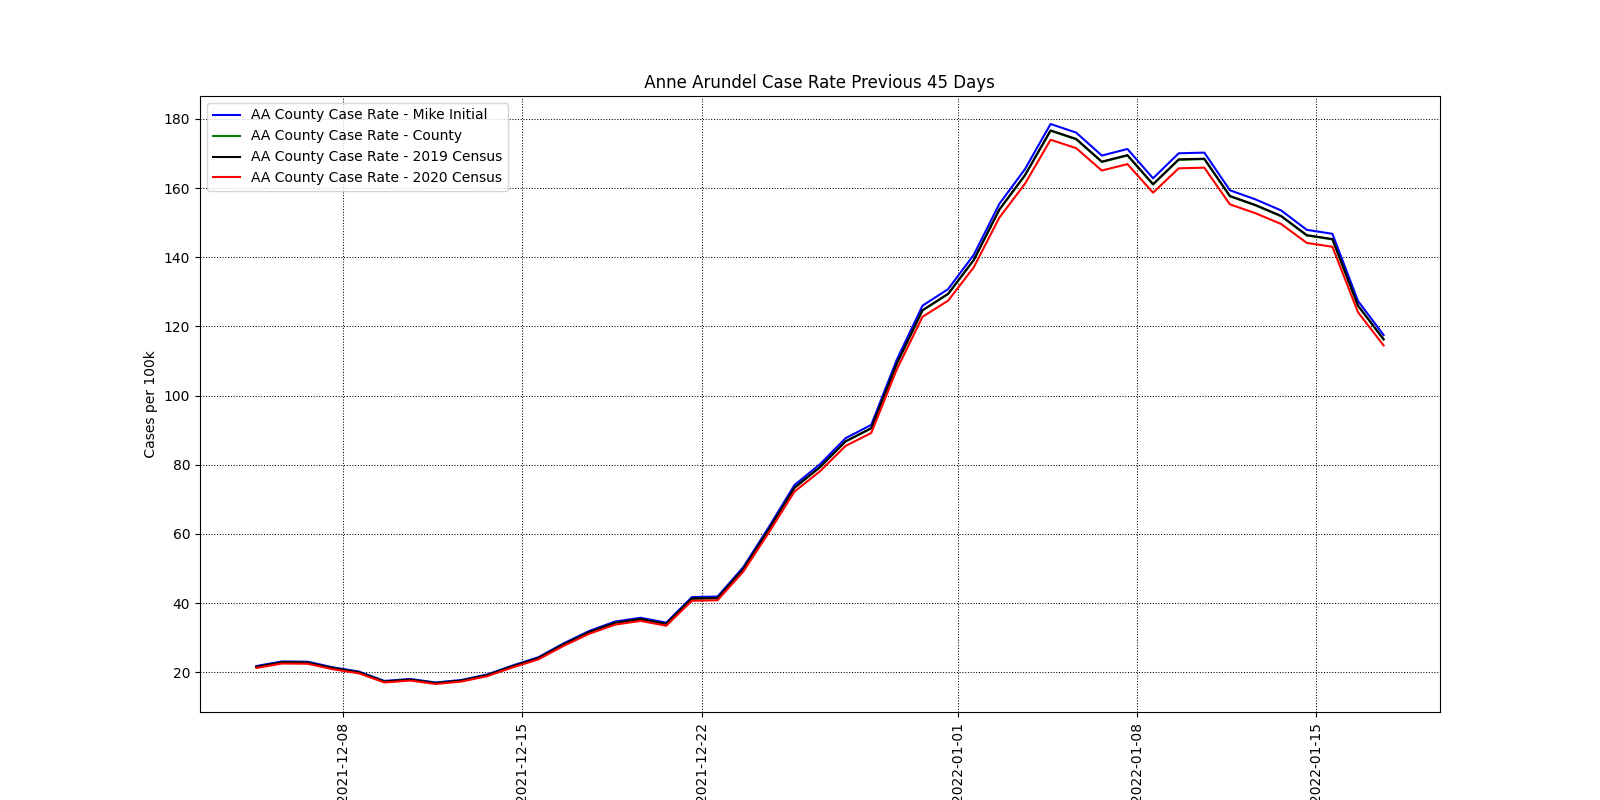 Anne Arundel Case Rate Previous 45 Days
AA County Case Rate - Mike Initial
AA County Case Rate - County
AA County Case Rate - 2019 Census
AA County Case Rate - 2020 Census
Cases per 100k
180
160
140
120
100
80
60
40
20
2021-12-08
2021-12-15
2021-12-22
2022-01-01
2022-01-08
2022-01-15